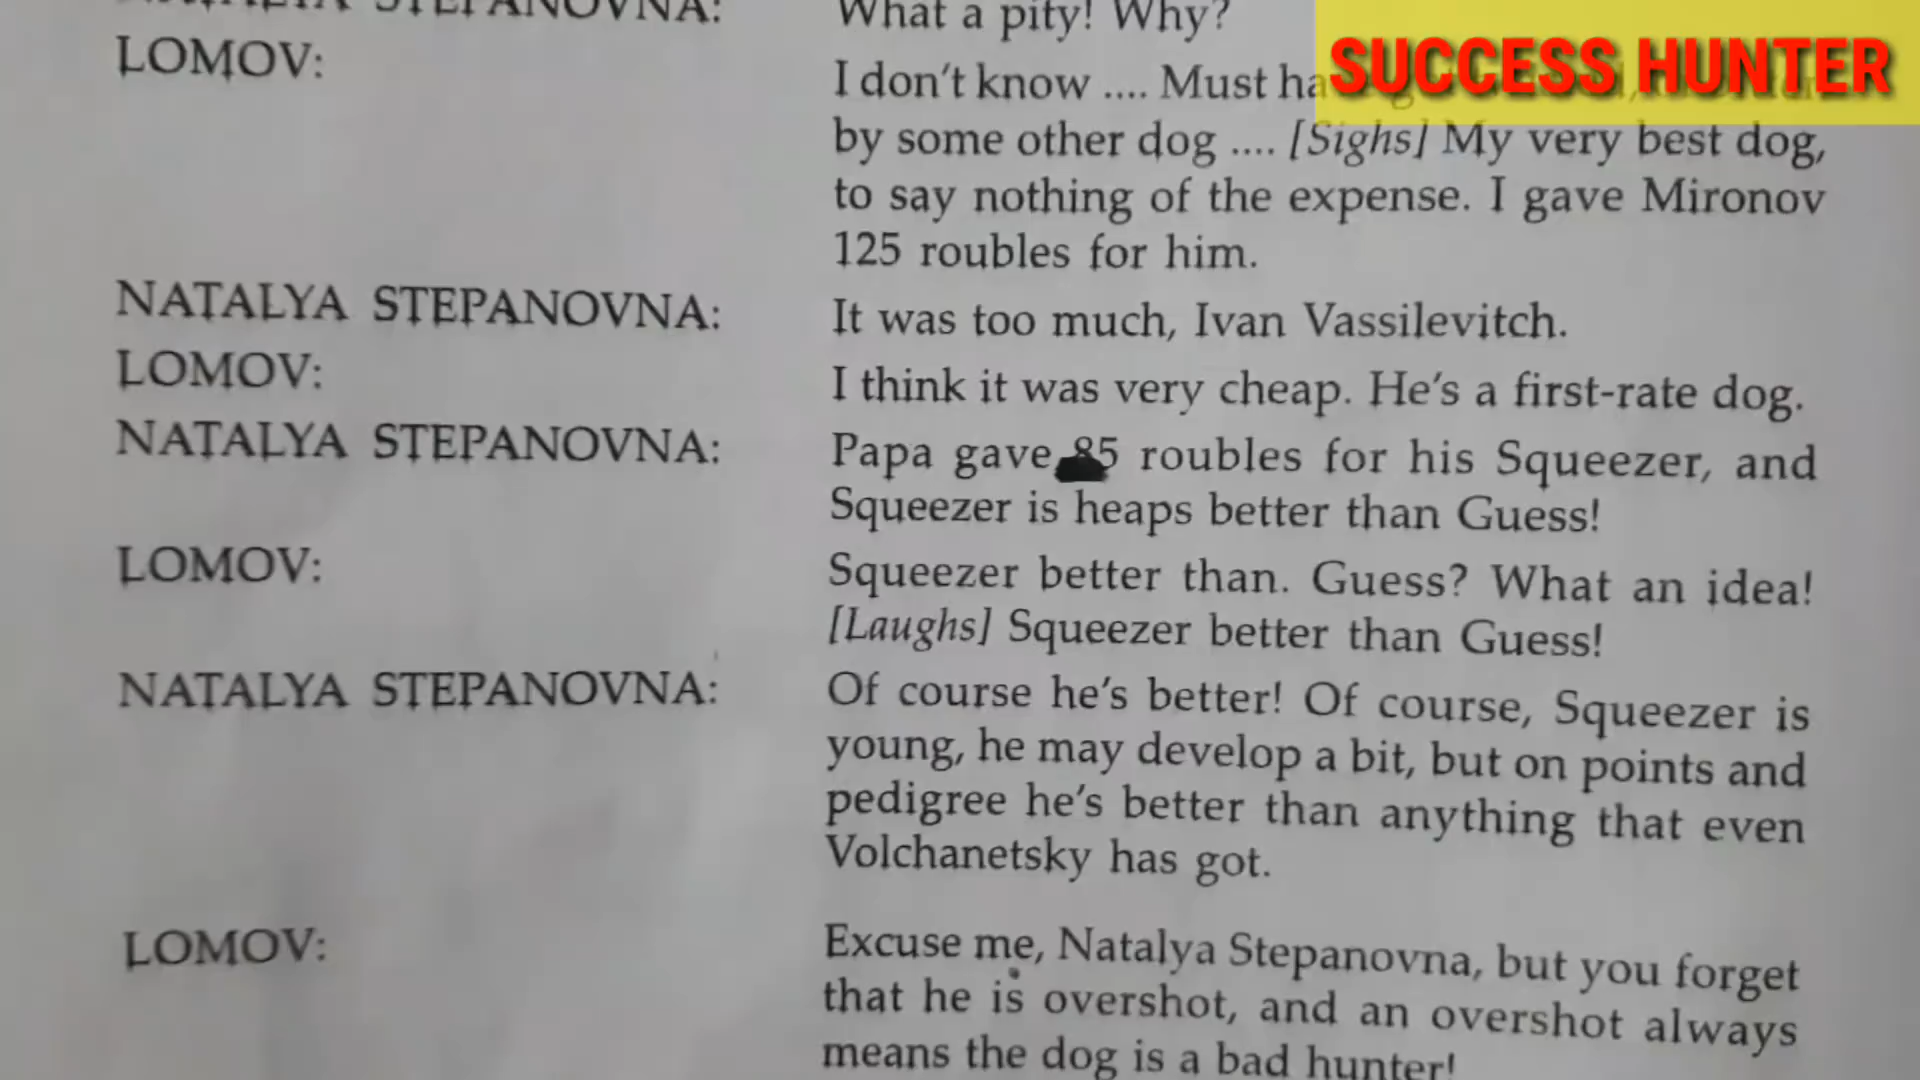 NATALYA STEPANOVNA: What a pity! Why?
SUCCESS HUNTER
LOMOV: I don't know .... Must
by some other dog .... [Sighs] My very best dog,
to say nothing of the expense. I gave Mironov
125 roubles for him.
NATALYA STEPANOVNA: It was too much, Ivan Vassilevitch.
LOMOV: I think it was very cheap. He's a first-rate dog.
NATALYA STEPANOVNA: Papa gave 85 roubles for his Squeezer, and
Squeezer is heaps better than Guess!
LOMOV: Squeezer better than. Guess? What an idea!
[Laughs] Squeezer better than Guess!
NATALYA STEPANOVNA: Of course he's better! Of course, Squeezer is
young, he may develop a bit, but on points and
pedigree he's better than anything that even
Volchanetsky has got.
LOMOV: Excuse me, Natalya Stepanovna, but you forget
that he is overshot, and an overshot always
means the dog is a bad hunter!